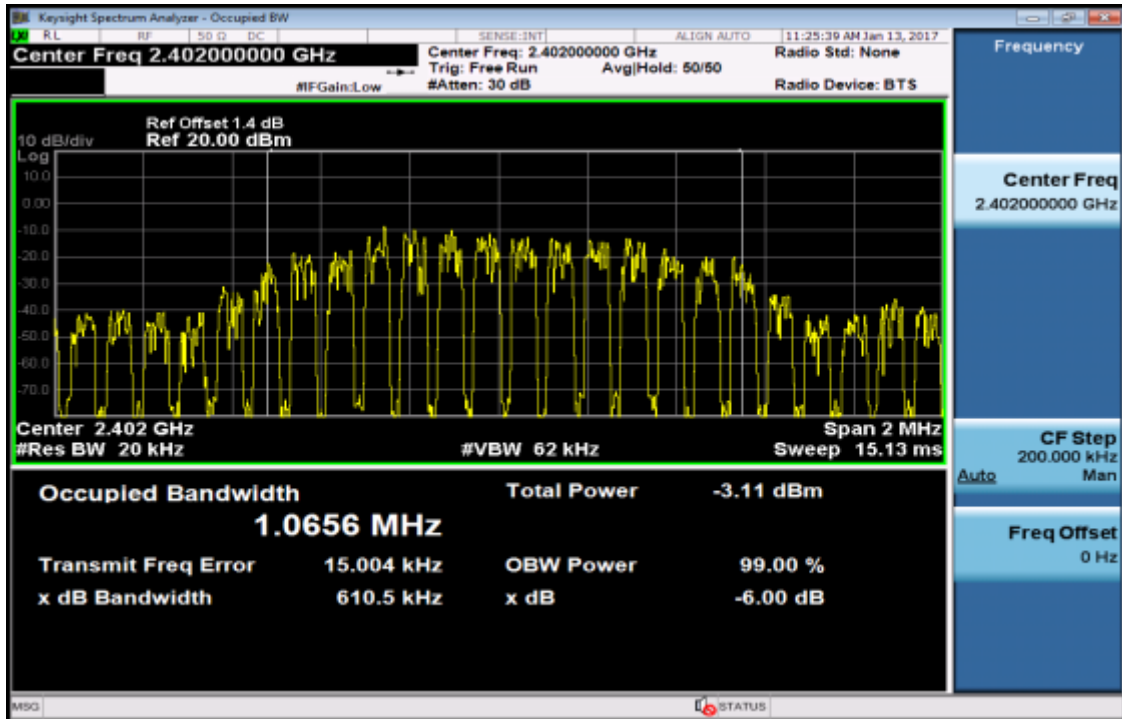 Keysight Spectrum Analyzer - Occupied BW
RL RF 50 Ω DC SENSE:INT ALIGN AUTO 11:25:39 AM Jan 13, 2017
Center Freq 2.402000000 GHz
Center Freq: 2.402000000 GHz Radio Std: None
Trig: Free Run Avg|Hold: 50/50
#IFGain:Low #Atten: 30 dB Radio Device: BTS
Ref Offset 1.4 dB
10 dB/div Ref 20.00 dBm
Log
10.0
0.00
-10.0
-20.0
-30.0
-40.0
-50.0
-60.0
-70.0
Center 2.402 GHz Span 2 MHz
#Res BW 20 kHz #VBW 62 kHz Sweep 15.13 ms
Occupied Bandwidth Total Power -3.11 dBm
1.0656 MHz
Transmit Freq Error 15.004 kHz OBW Power 99.00 %
x dB Bandwidth 610.5 kHz x dB -6.00 dB
MSG STATUS
Frequency
Center Freq
2.402000000 GHz
CF Step
200.000 kHz
Auto Man
Freq Offset
0 Hz